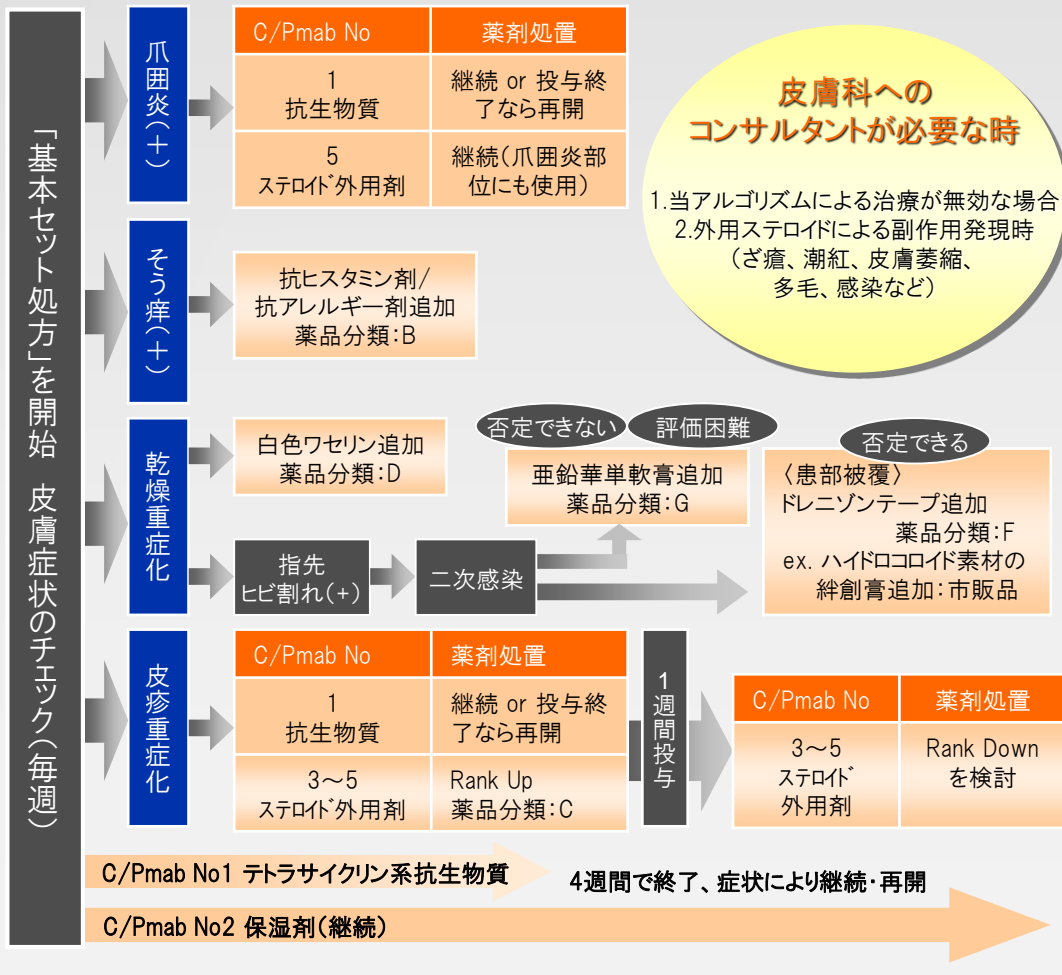 「基本セット処方」を開始 皮膚症状のチェック(毎週)
爪囲炎(+)
C/Pmab No
薬剤処置
1
抗生物質
継続 or 投与終
了なら再開
5
ステロイド外用剤
継続(爪囲炎部
位にも使用)
皮膚科への
コンサルタントが必要な時
1.当アルゴリズムによる治療が無効な場合
2.外用ステロイドによる副作用発現時
(ざ瘡、潮紅、皮膚萎縮、
多毛、感染など)
そう痒(+)
抗ヒスタミン剤/
抗アレルギー剤追加
薬品分類:B
乾燥重症化
白色ワセリン追加
薬品分類:D
指先
ヒビ割れ(+)
二次感染
否定できない
評価困難
亜鉛華単軟膏追加
薬品分類:G
否定できる
〈患部被覆〉
ドレニゾンテープ追加
薬品分類:F
ex. ハイドロコロイド素材の
絆創膏追加:市販品
皮疹重症化
C/Pmab No
薬剤処置
1
抗生物質
継続 or 投与終
了なら再開
3~5
ステロイド外用剤
Rank Up
薬品分類:C
1週間投与
C/Pmab No
薬剤処置
3~5
ステロイド
外用剤
Rank Down
を検討
C/Pmab No1 テトラサイクリン系抗生物質
4週間で終了、症状により継続・再開
C/Pmab No2 保湿剤(継続)